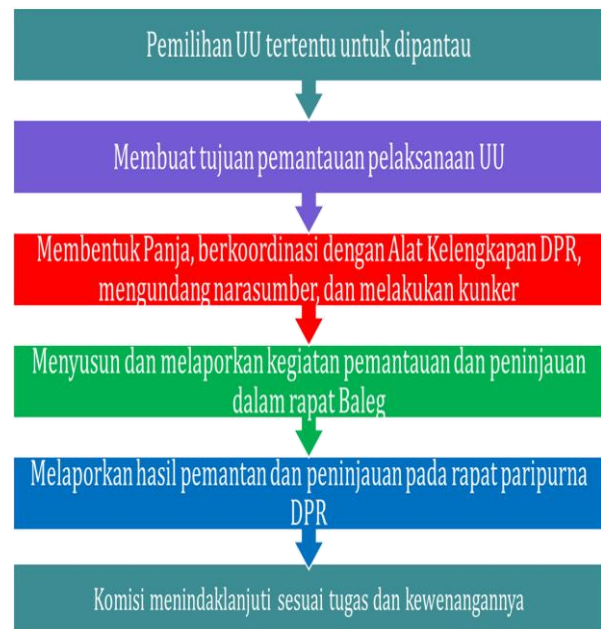 Pemilihan UU tertentu untuk dipantau
Membuat tujuan pemantauan pelaksanaan UU
Membentuk Panja, berkoordinasi dengan Alat Kelengkapan DPR,
mengundang narasumber, dan melakukan kunker
Menyusun dan melaporkan kegiatan pemantauan dan peninjauan
dalam rapat Baleg
Melaporkan hasil pemantan dan peninjauan pada rapat paripurna
DPR
Komisi menindaklanjuti sesuai tugas dan kewenangannya